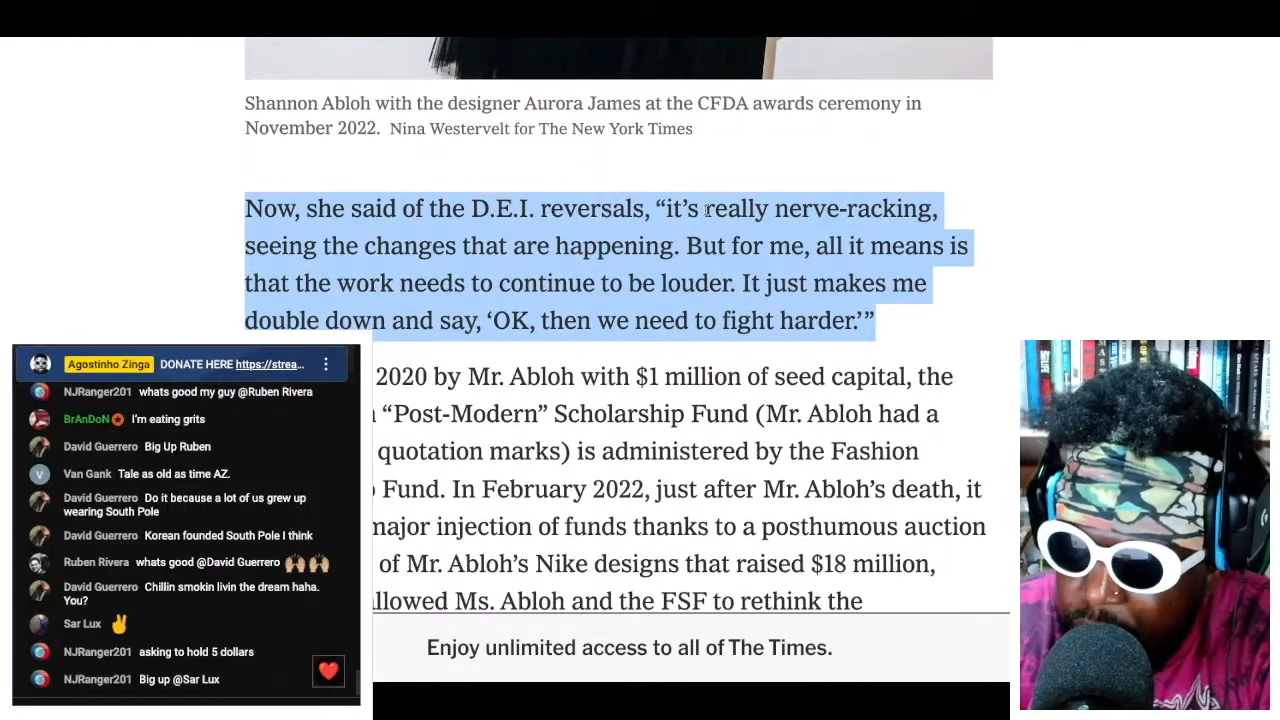 Shannon Abloh with the designer Aurora James at the CFDA awards ceremony in
November 2022. Nina Westervelt for The New York Times
Now, she said of the D.E.I. reversals, “it’s really nerve-racking,
seeing the changes that are happening. But for me, all it means is
that the work needs to continue to be louder. It just makes me
double down and say, ‘OK, then we need to fight harder.’”
2020 by Mr. Abloh with $1 million of seed capital, the
“Post-Modern” Scholarship Fund (Mr. Abloh had a
quotation marks) is administered by the Fashion
Fund. In February 2022, just after Mr. Abloh’s death, it
major injection of funds thanks to a posthumous auction
of Mr. Abloh’s Nike designs that raised $18 million,
Ms. Abloh and the FSF to rethink the
Enjoy unlimited access to all of The Times.
Agostinho Zinga DONATE HERE https://strea...
NJRanger201 whats good my guy @Ruben Rivera
BrAnDoN I'm eating grits
David Guerrero Big Up Ruben
V Van Gank Tale as old as time AZ.
David Guerrero Do it because a lot of us grew up
wearing South Pole
David Guerrero Korean founded South Pole I think
Ruben Rivera whats good @David Guerrero
David Guerrero Chillin smokin livin the dream haha.
You?
Sar Lux
NJRanger201 asking to hold 5 dollars
NJRanger201 Big up @Sar Lux